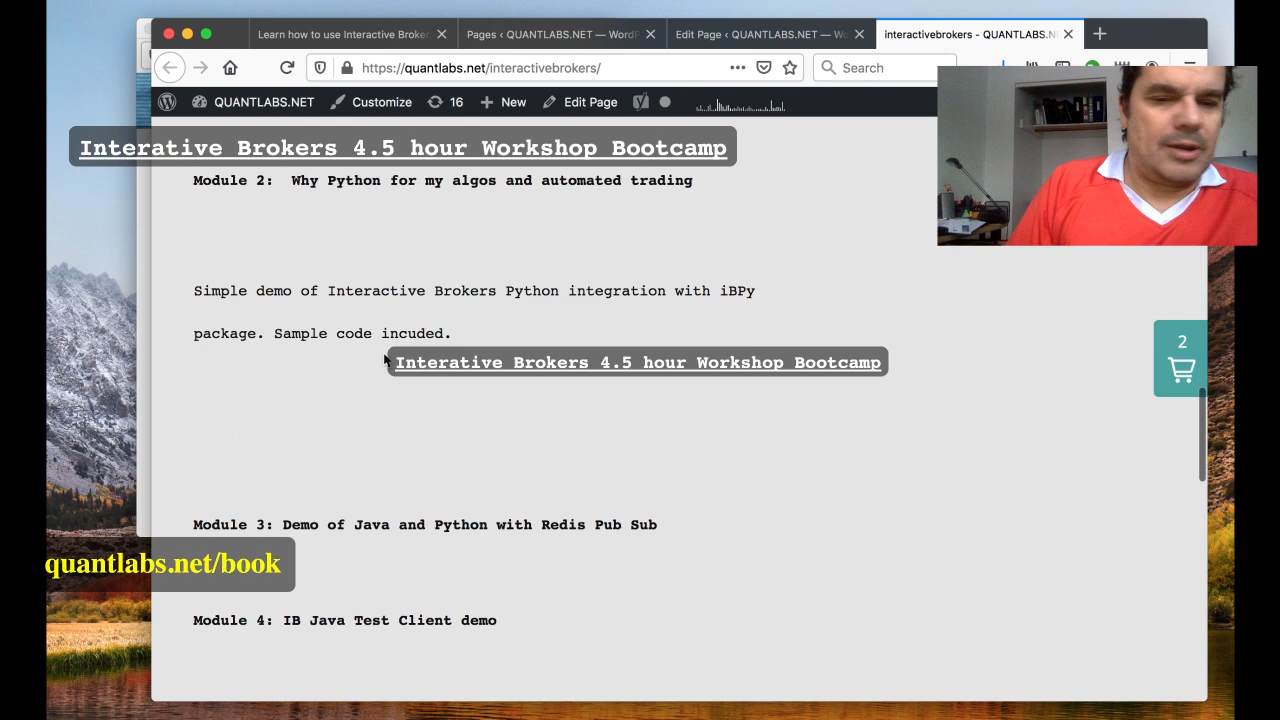 Learn how to use Interactive Broker
Pages ‹ QUANTLABS.NET — WordP
Edit Page ‹ QUANTLABS.NET — Wo
interactivebrokers - QUANTLABS.N
https://quantlabs.net/interactivebrokers/
Search
QUANTLABS.NET
Customize
16
New
Edit Page
Interative Brokers 4.5 hour Workshop Bootcamp
Module 2:  Why Python for my algos and automated trading
Simple demo of Interactive Brokers Python integration with iBPy
package. Sample code incuded.
2
Interative Brokers 4.5 hour Workshop Bootcamp
Module 3: Demo of Java and Python with Redis Pub Sub
quantlabs.net/book
Module 4: IB Java Test Client demo